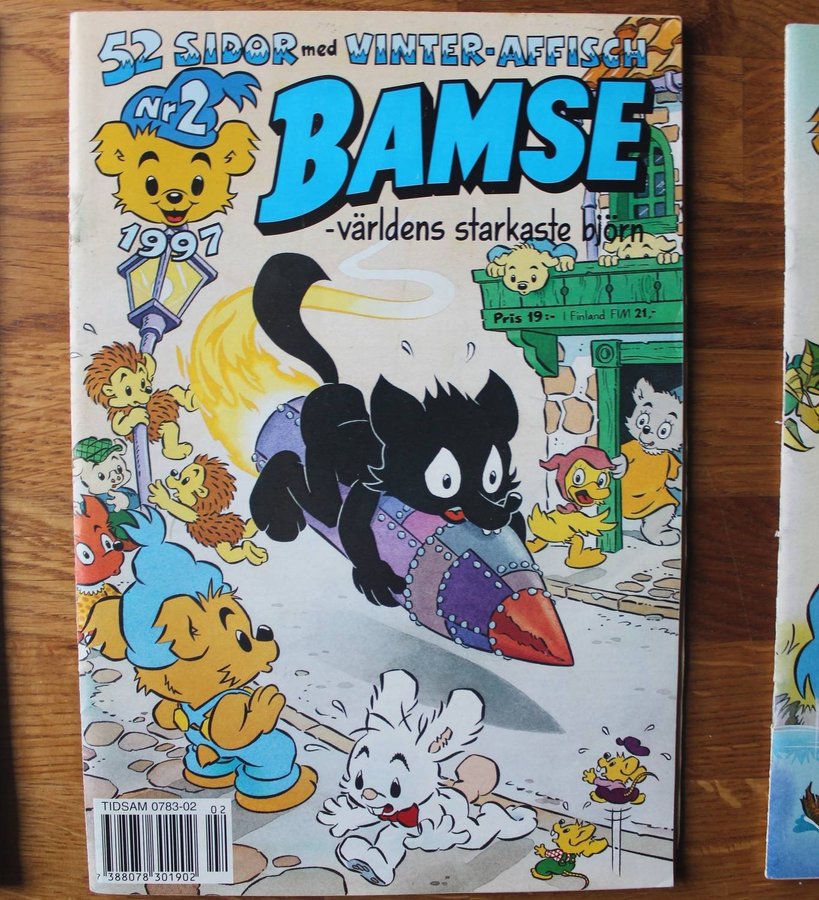 52 SIDOR med VINTER-AFFISCH
Nr 2
1997
BAMSE
-världens starkaste björn
Pris 19:- I Finland FIM 21,-
TIDSAM 0783-02
02
7 388078 301902